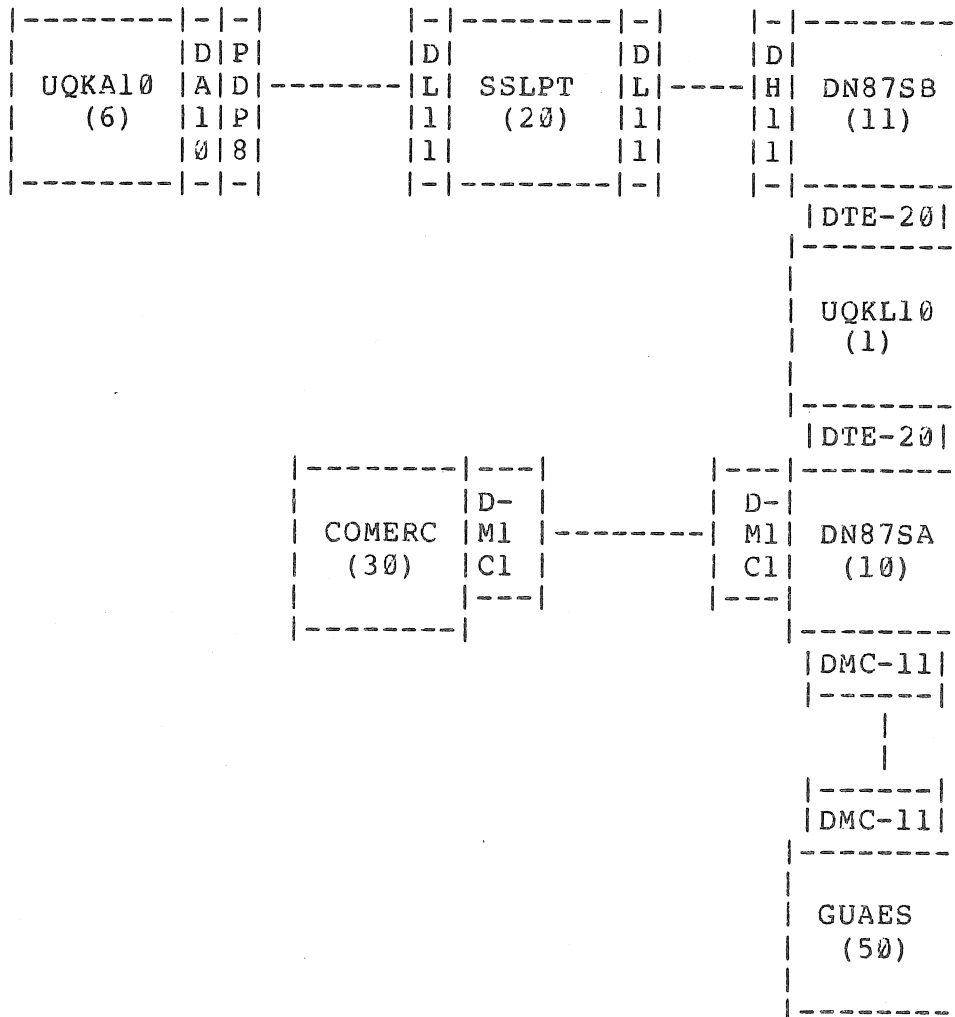 |--------|-|-|         |-|--------|-|     |-|--------
|        |D|P|         |D|        |D|     |D|
| UQKA10 |A|D|-------|L| SSLPT  |L|----|H| DN87SB
|  (6)   |1|P|         |1|  (20)  |1|     |1|  (11)
|        |0|8|         |1|        |1|     |1|
|--------|-|-|         |-|--------|-|     |-|--------
|DTE-20|
|--------
|
| UQKL10
|  (1)
|
|--------
|DTE-20|
|--------|---|         |---|--------
|        |D- |         | D-|
| COMERC |M1 |--------| M1| DN87SA
|  (30)  |C1 |         | C1|  (10)
|        |---|         |---|
|--------|                 |--------
|DMC-11|
|------|
|
|
|------|
|DMC-11|
|--------
|
| GUAES
|  (50)
|
|--------